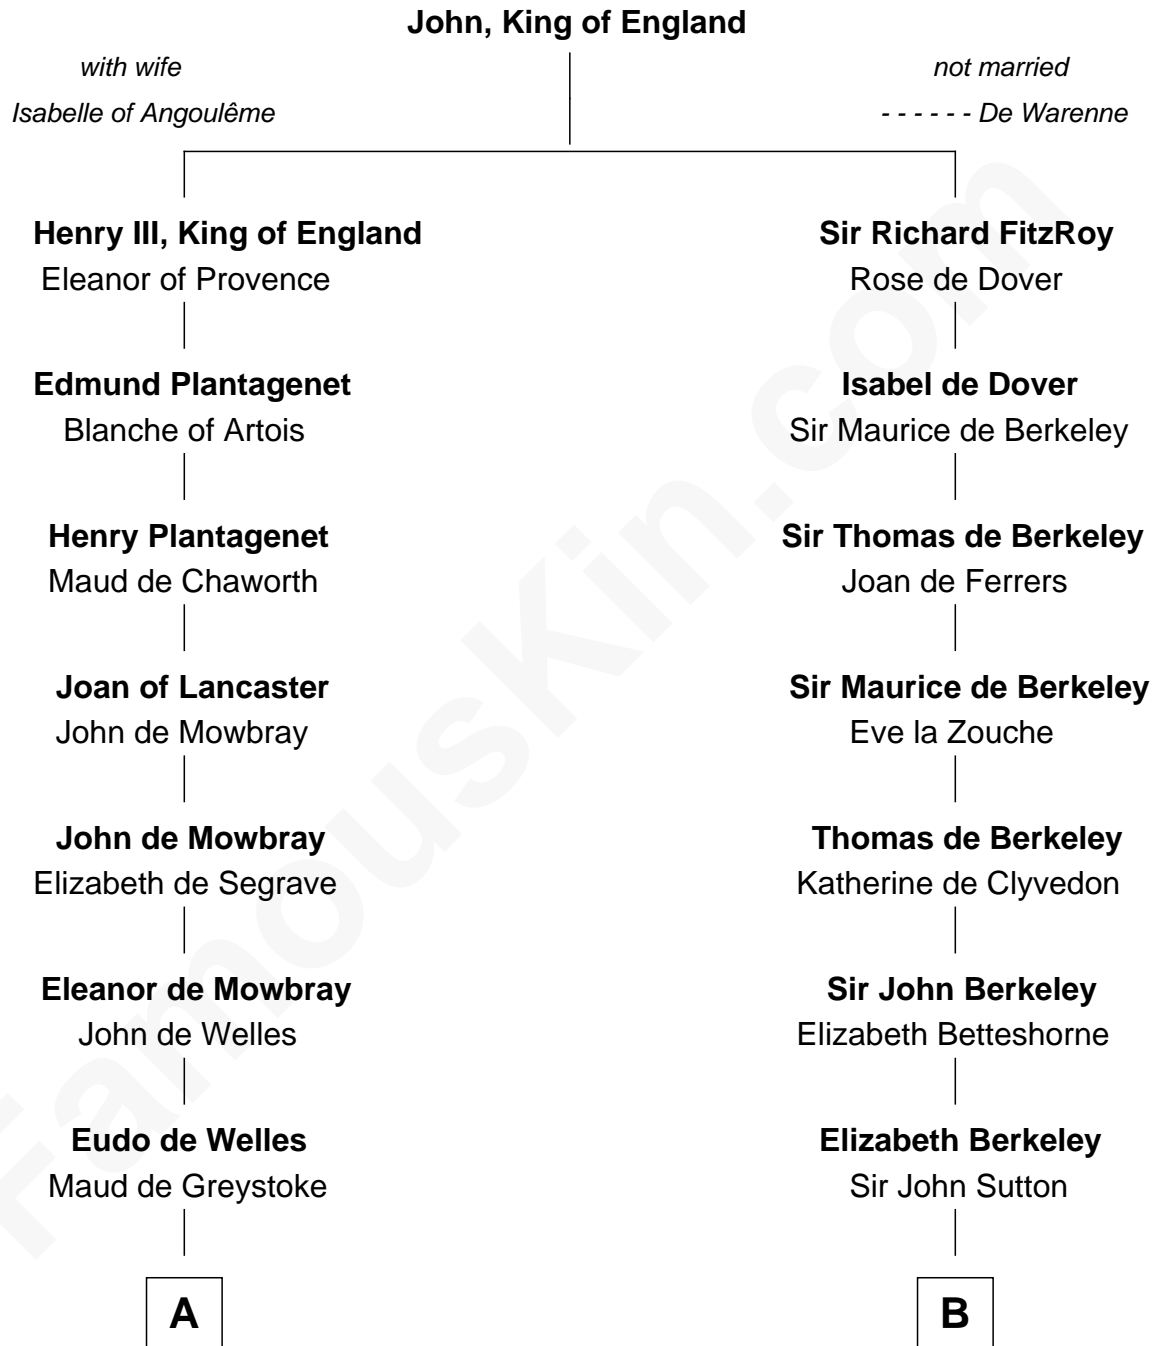 John, King of England
with wife
Isabelle of Angoulême
not married
- - - - - - De Warenne
Henry III, King of England
Eleanor of Provence
Edmund Plantagenet
Blanche of Artois
Henry Plantagenet
Maud de Chaworth
Joan of Lancaster
John de Mowbray
John de Mowbray
Elizabeth de Segrave
Eleanor de Mowbray
John de Welles
Eudo de Welles
Maud de Greystoke
A
Sir Richard FitzRoy
Rose de Dover
Isabel de Dover
Sir Maurice de Berkeley
Sir Thomas de Berkeley
Joan de Ferrers
Sir Maurice de Berkeley
Eve la Zouche
Thomas de Berkeley
Katherine de Clyvedon
Sir John Berkeley
Elizabeth Betteshorne
Elizabeth Berkeley
Sir John Sutton
B
FamousKin.com